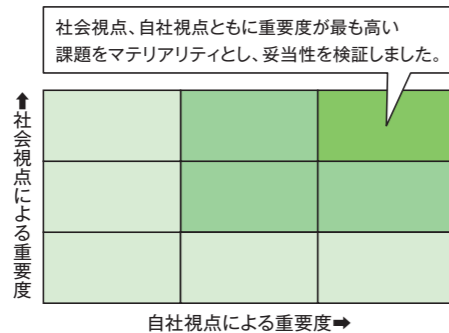 社会視点、自社視点ともに重要度が最も高い
課題をマテリアリティとし、妥当性を検証しました。
⬆社会視点による重要度
自社視点による重要度➡